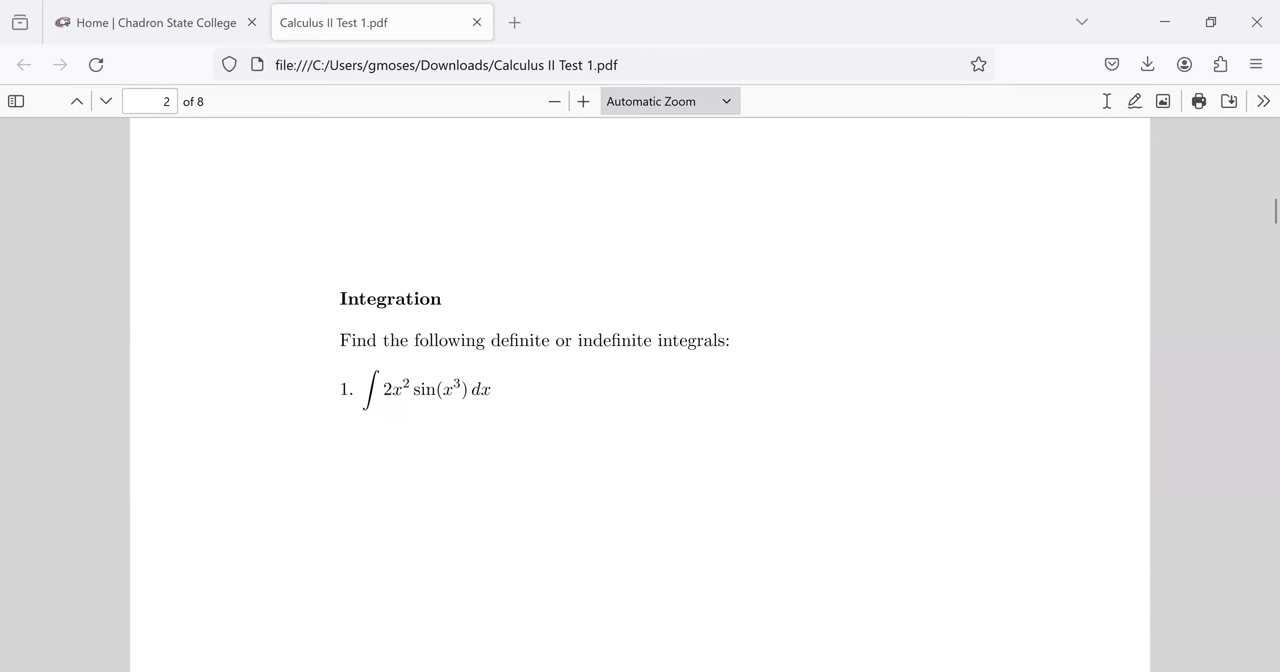 Home | Chadron State College
Calculus II Test 1.pdf
file:///C:/Users/gmoses/Downloads/Calculus II Test 1.pdf
2 of 8
Automatic Zoom
Integration
Find the following definite or indefinite integrals:
1. ∫ 2x² sin(x³) dx